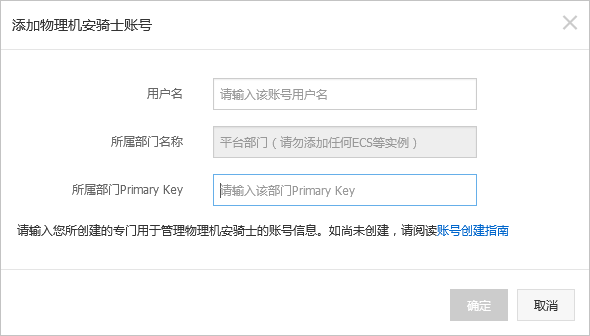 添加物理机安骑士账号
用户名
请输入该账号用户名
所属部门名称
平台部门（请勿添加任何ECS等实例）
所属部门Primary Key
请输入该部门Primary Key
请输入您所创建的专门用于管理物理机安骑士的账号信息。如尚未创建，请阅读账号创建指南
确定
取消